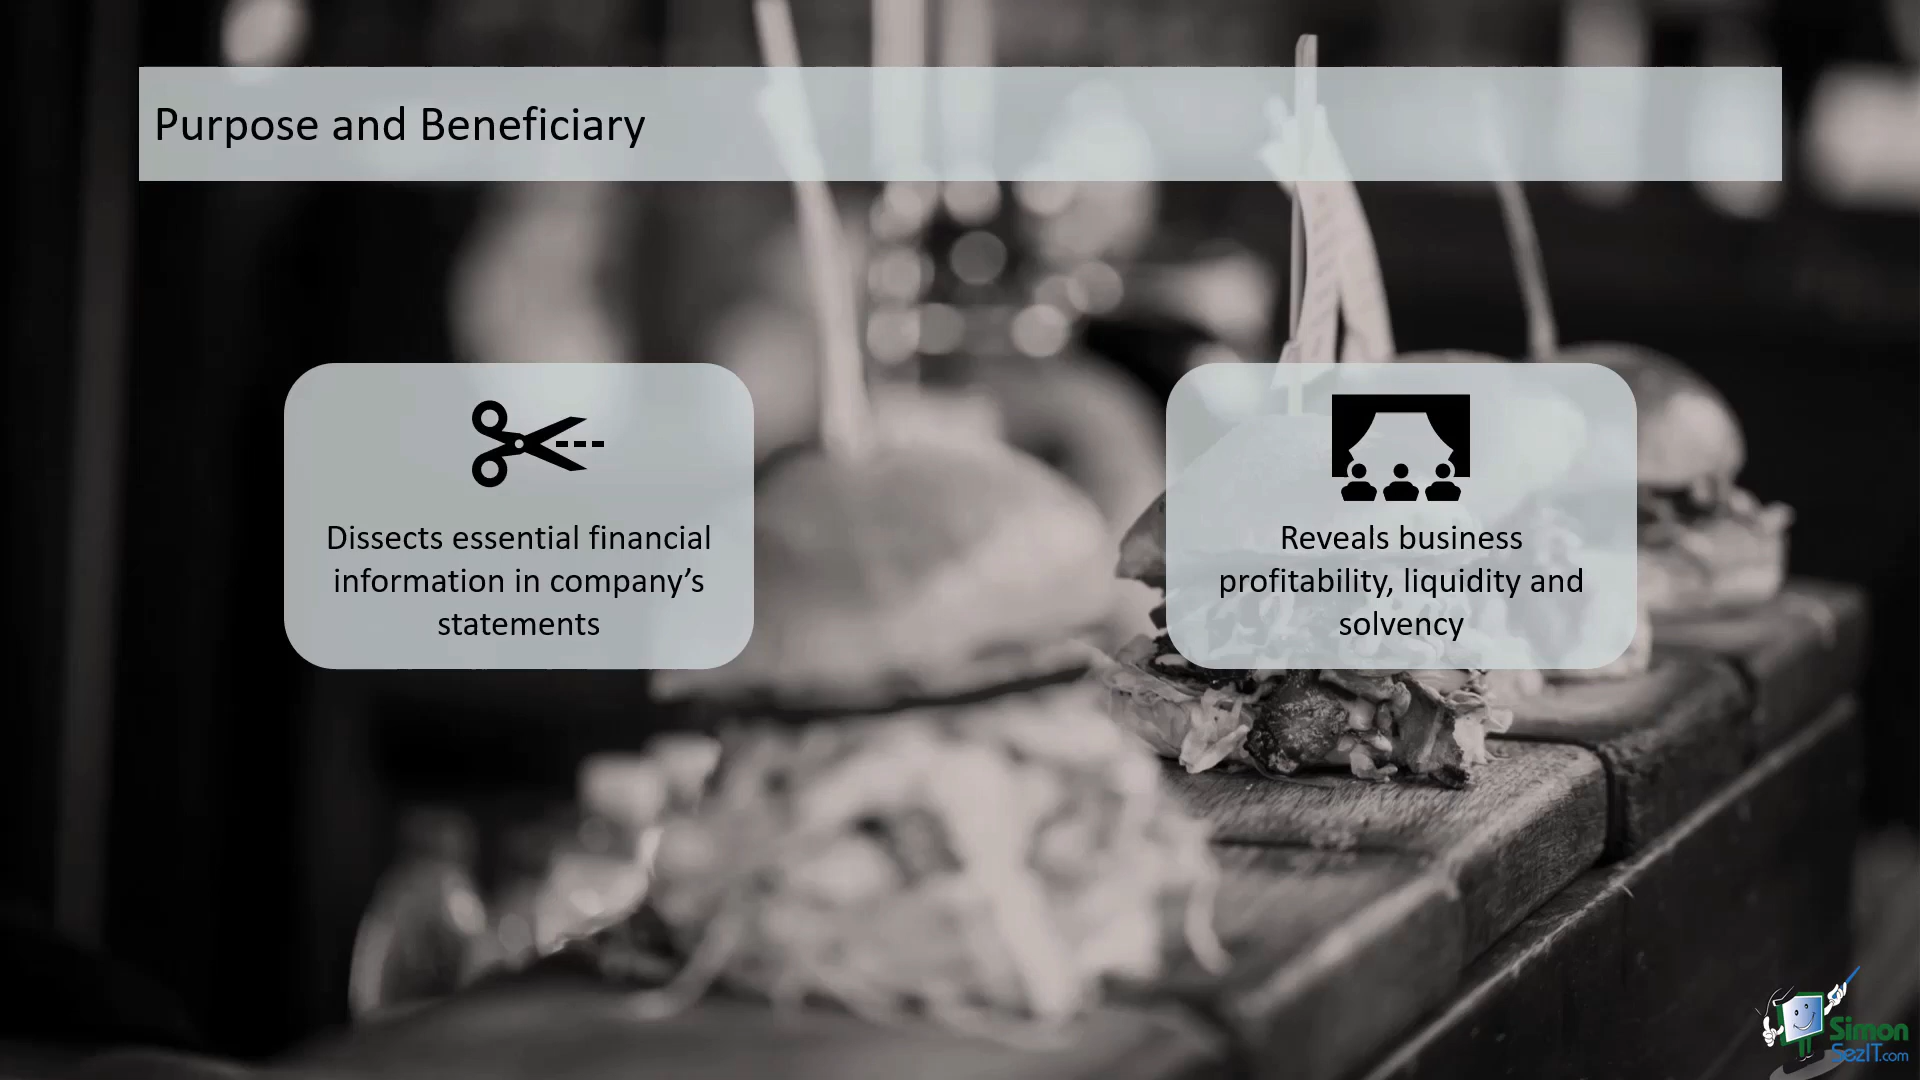 Purpose and Beneficiary
Dissects essential financial
information in company’s
statements
Reveals business
profitability, liquidity and
solvency
Simon
SezIT.com